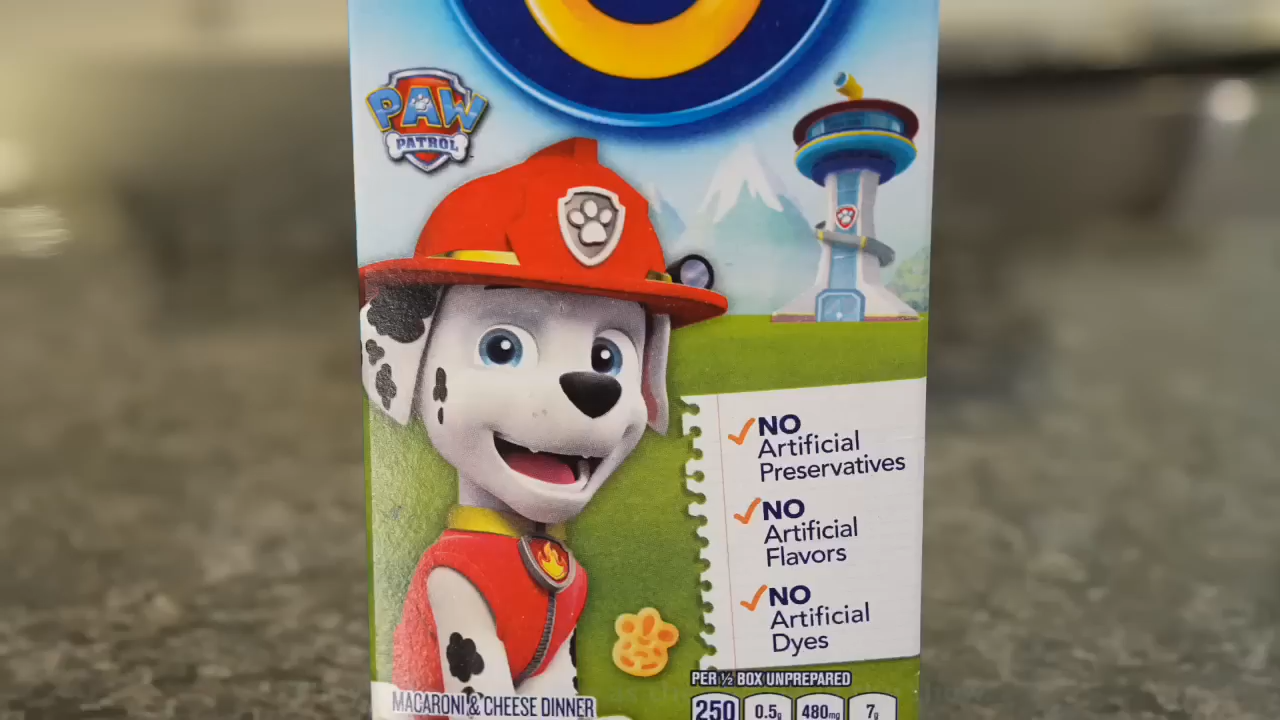 PAW
PATROL
NO
Artificial
Preservatives
NO
Artificial
Flavors
NO
Artificial
Dyes
PER ½ BOX UNPREPARED
MACARONI & CHEESE DINNER
250 0.5g 480mg 7g